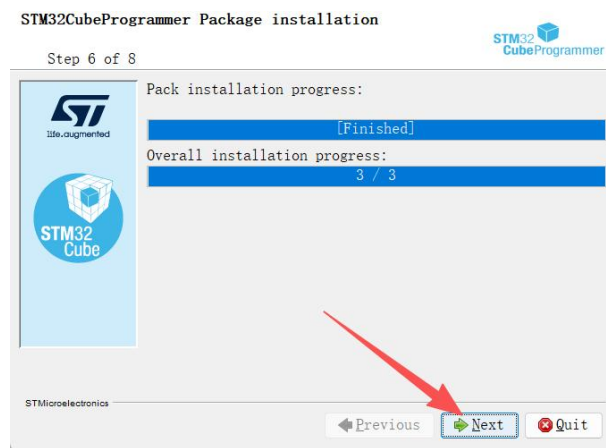 STM32CubeProgrammer Package installation
STM32
CubeProgrammer
Step 6 of 8
Pack installation progress:
ST
life.augmented
[Finished]
Overall installation progress:
3 / 3
STM32
Cube
STMicroelectronics
Previous
Next
Quit